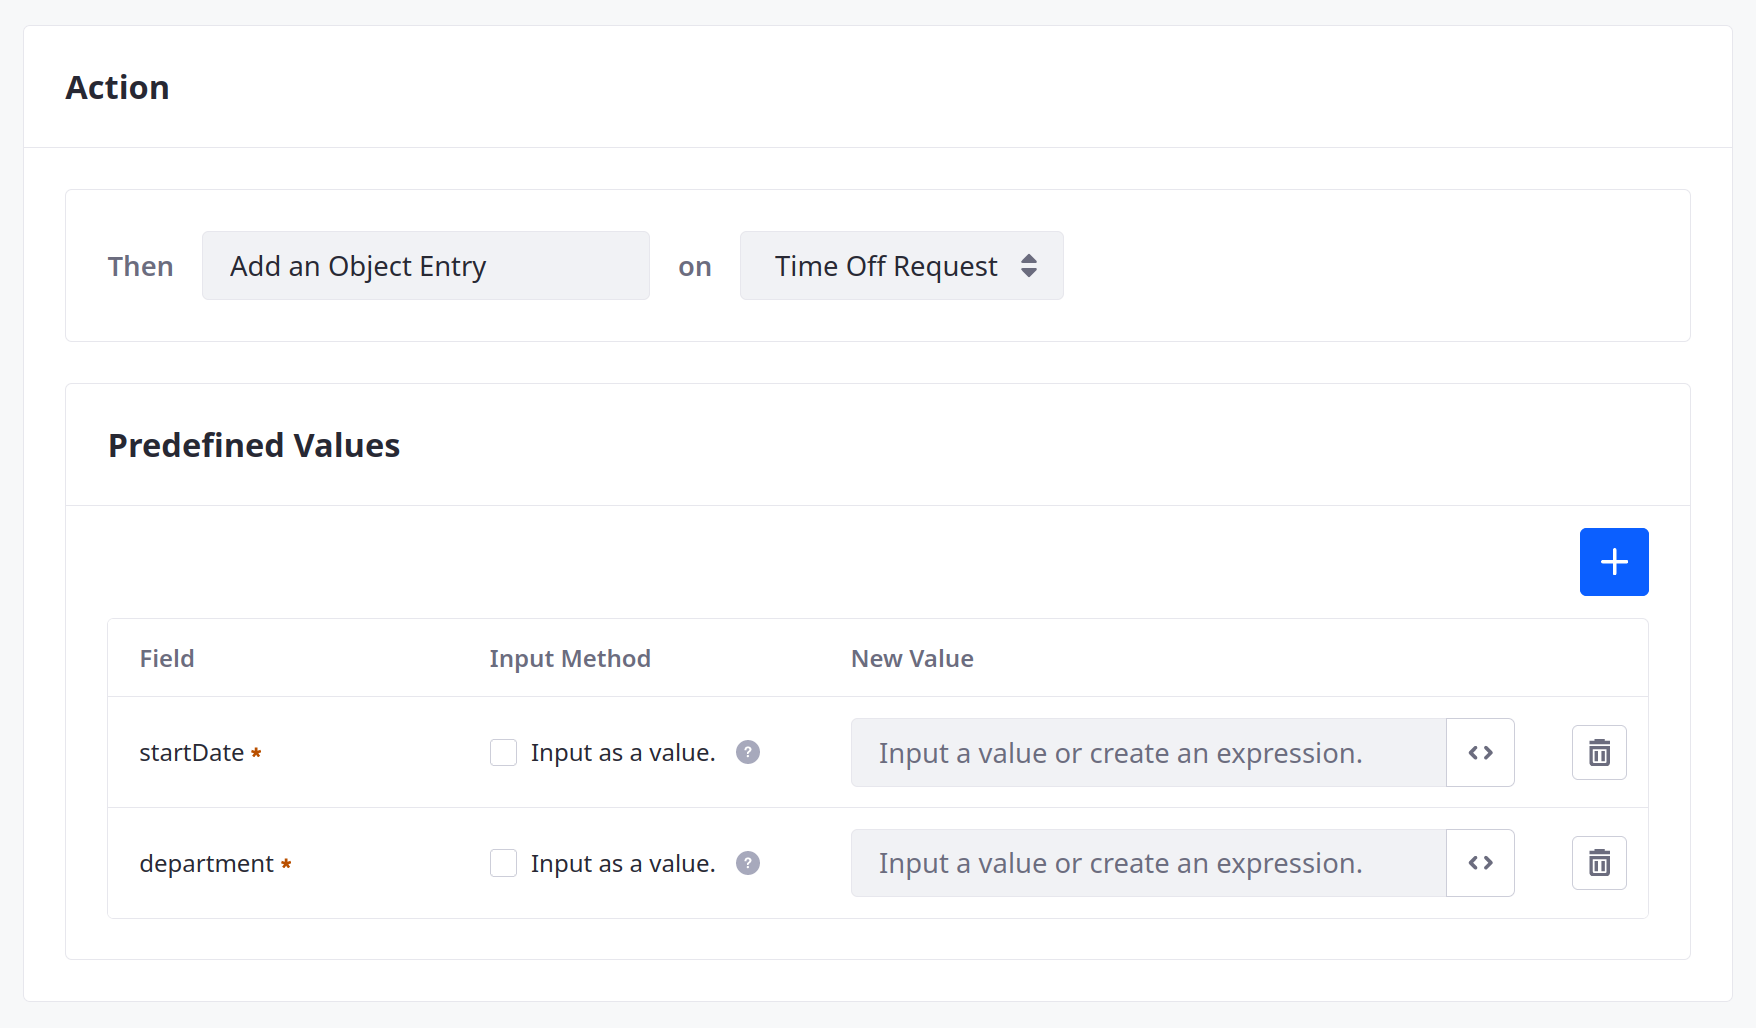 Action
Then Add an Object Entry on Time Off Request
Predefined Values
Field Input Method New Value
startDate * Input as a value. ? Input a value or create an expression.
department * Input as a value. ? Input a value or create an expression.